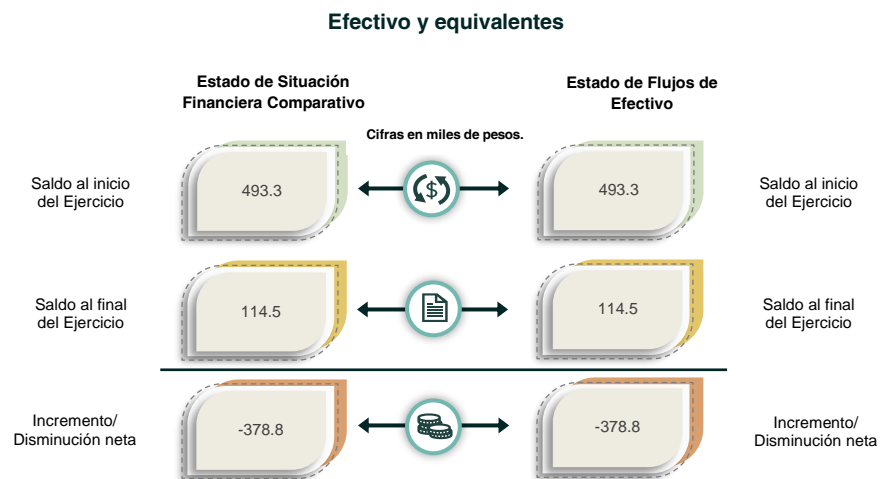 Efectivo y equivalentes
Estado de Situación
Financiera Comparativo
Estado de Flujos de
Efectivo
Cifras en miles de pesos.
Saldo al inicio
del Ejercicio
493.3
$
493.3
Saldo al inicio
del Ejercicio
Saldo al final
del Ejercicio
114.5
114.5
Saldo al final
del Ejercicio
Incremento/
Disminución neta
-378.8
-378.8
Incremento/
Disminución neta